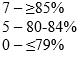 7 – ≥85%
5 – 80-84%
0 – ≤79%